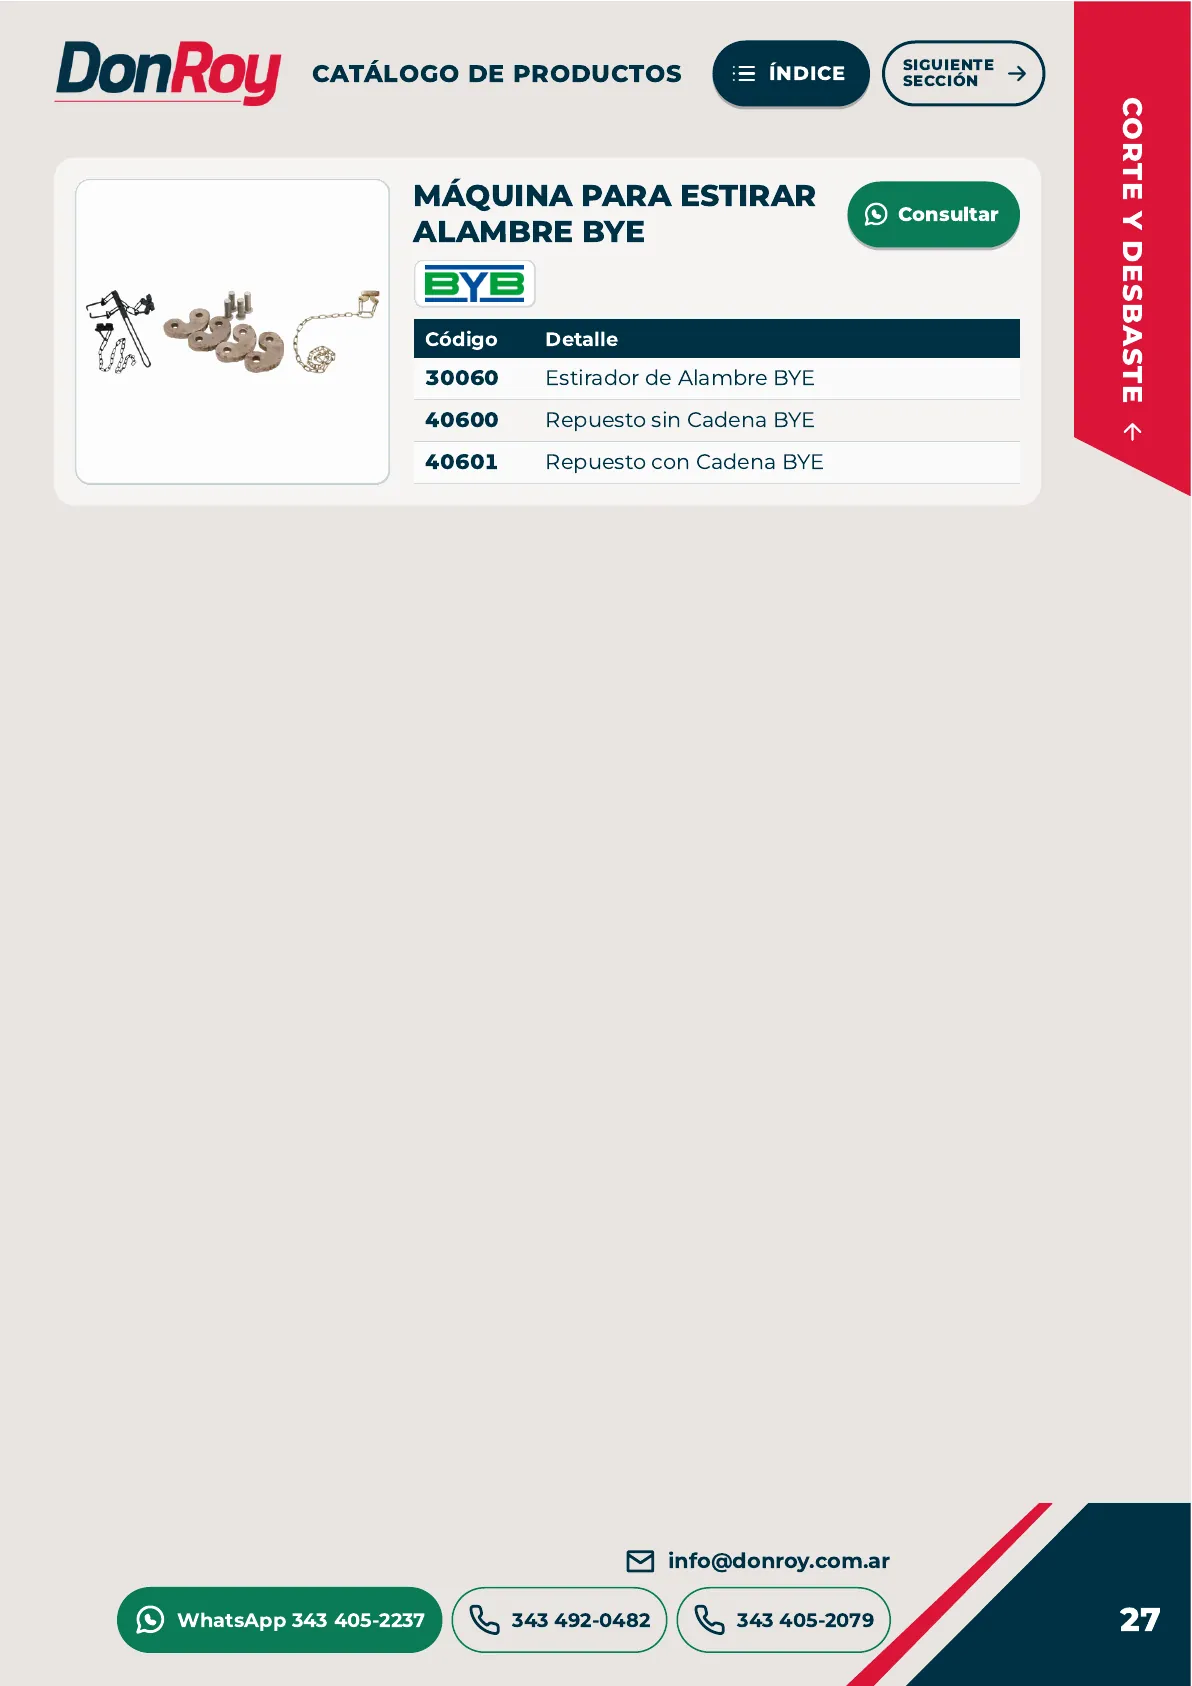 DonRoy
CATÁLOGO DE PRODUCTOS
ÍNDICE
SIGUIENTE
SECCIÓN
CORTE Y DESBASTE
MÁQUINA PARA ESTIRAR
ALAMBRE BYE
Consultar
BYB
Código Detalle
30060 Estirador de Alambre BYE
40600 Repuesto sin Cadena BYE
40601 Repuesto con Cadena BYE
info@donroy.com.ar
WhatsApp 343 405-2237
343 492-0482
343 405-2079
27